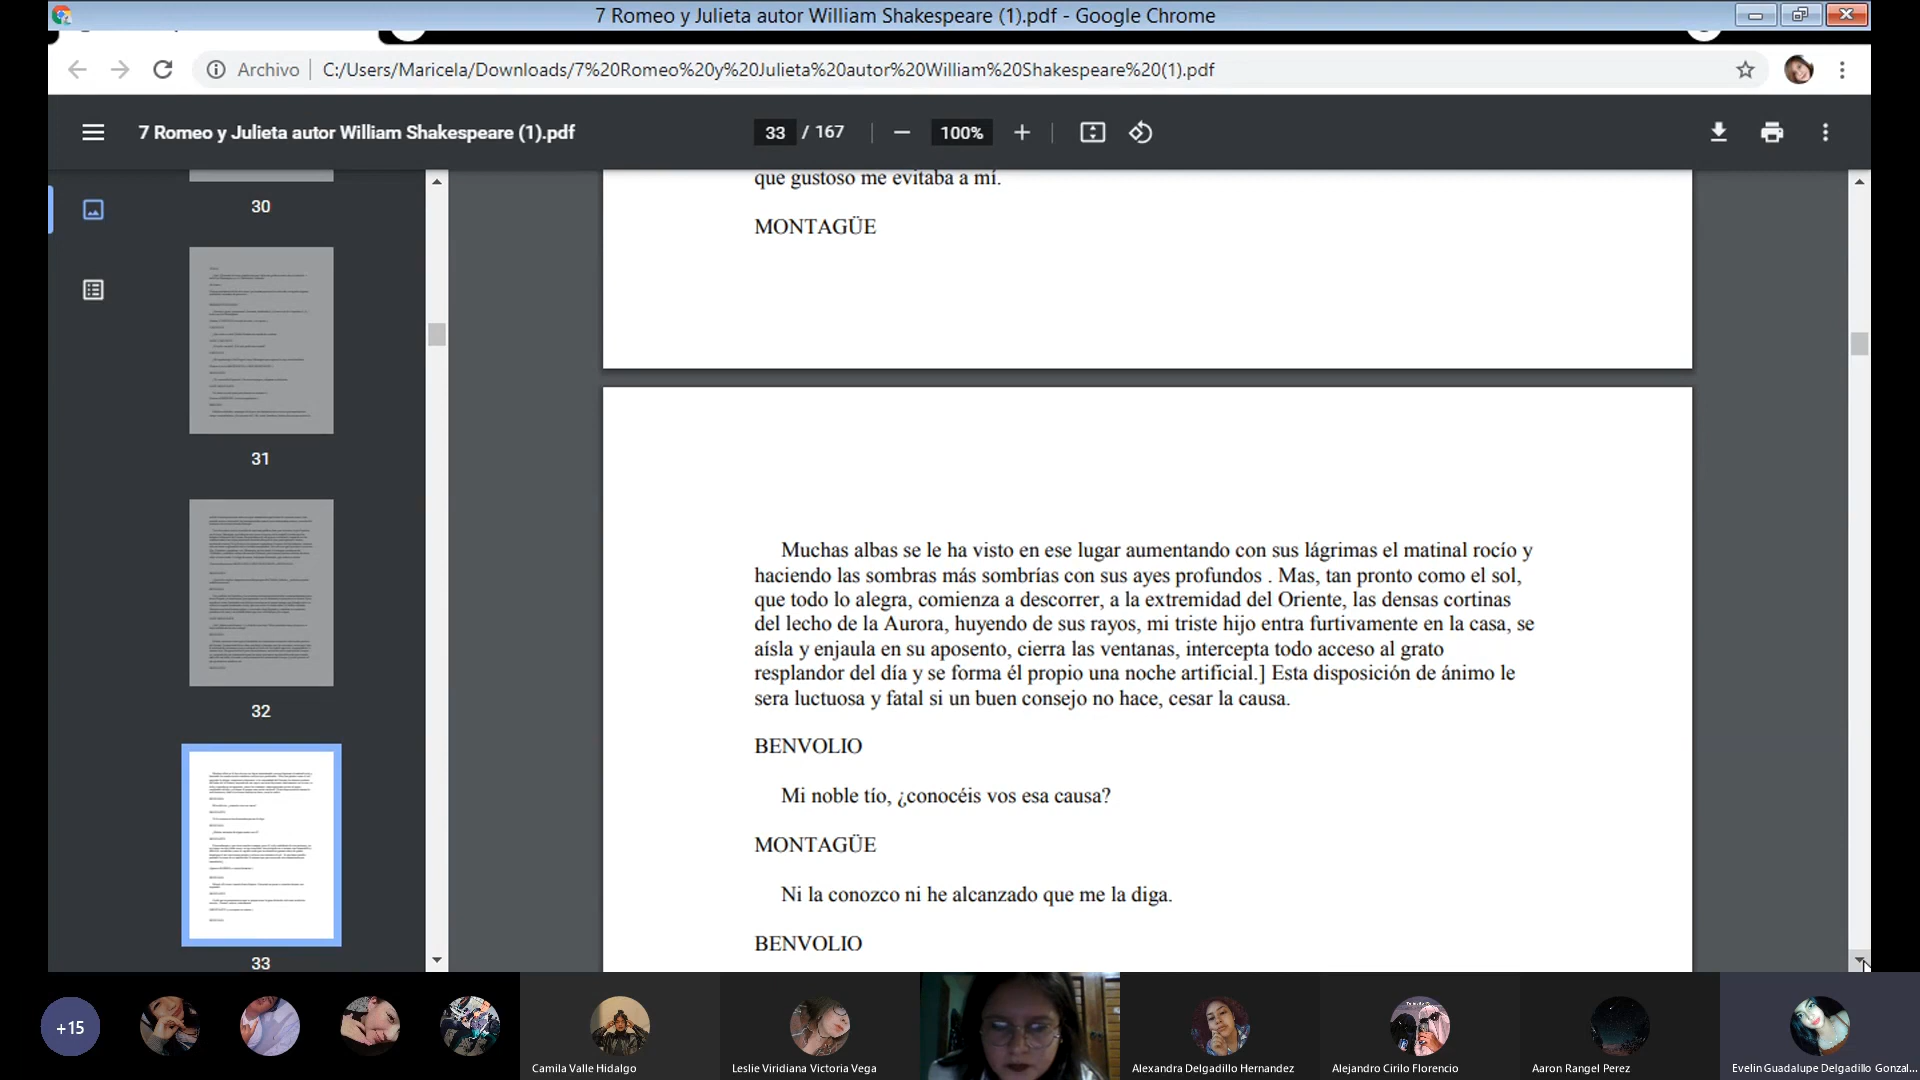 7 Romeo y Julieta autor William Shakespeare (1).pdf - Google Chrome
Archivo | C:/Users/Maricela/Downloads/7%20Romeo%20y%20Julieta%20autor%20William%20Shakespeare%20(1).pdf
7 Romeo y Julieta autor William Shakespeare (1).pdf
33 / 167
100%
30
31
32
33
que gustoso me evitaba a mí.
MONTAGÜE
Muchas albas se le ha visto en ese lugar aumentando con sus lágrimas el matinal rocío y
haciendo las sombras más sombrías con sus ayes profundos . Mas, tan pronto como el sol,
que todo lo alegra, comienza a descorrer, a la extremidad del Oriente, las densas cortinas
del lecho de la Aurora, huyendo de sus rayos, mi triste hijo entra furtivamente en la casa, se
aísla y enjaula en su aposento, cierra las ventanas, intercepta todo acceso al grato
resplandor del día y se forma él propio una noche artificial.] Esta disposición de ánimo le
sera luctuosa y fatal si un buen consejo no hace, cesar la causa.
BENVOLIO
Mi noble tío, ¿conocéis vos esa causa?
MONTAGÜE
Ni la conozco ni he alcanzado que me la diga.
BENVOLIO
+15
Camila Valle Hidalgo
Leslie Viridiana Victoria Vega
Alexandra Delgadillo Hernandez
Alejandro Cirilo Florencio
Aaron Rangel Perez
Evelin Guadalupe Delgadillo Gonzal...